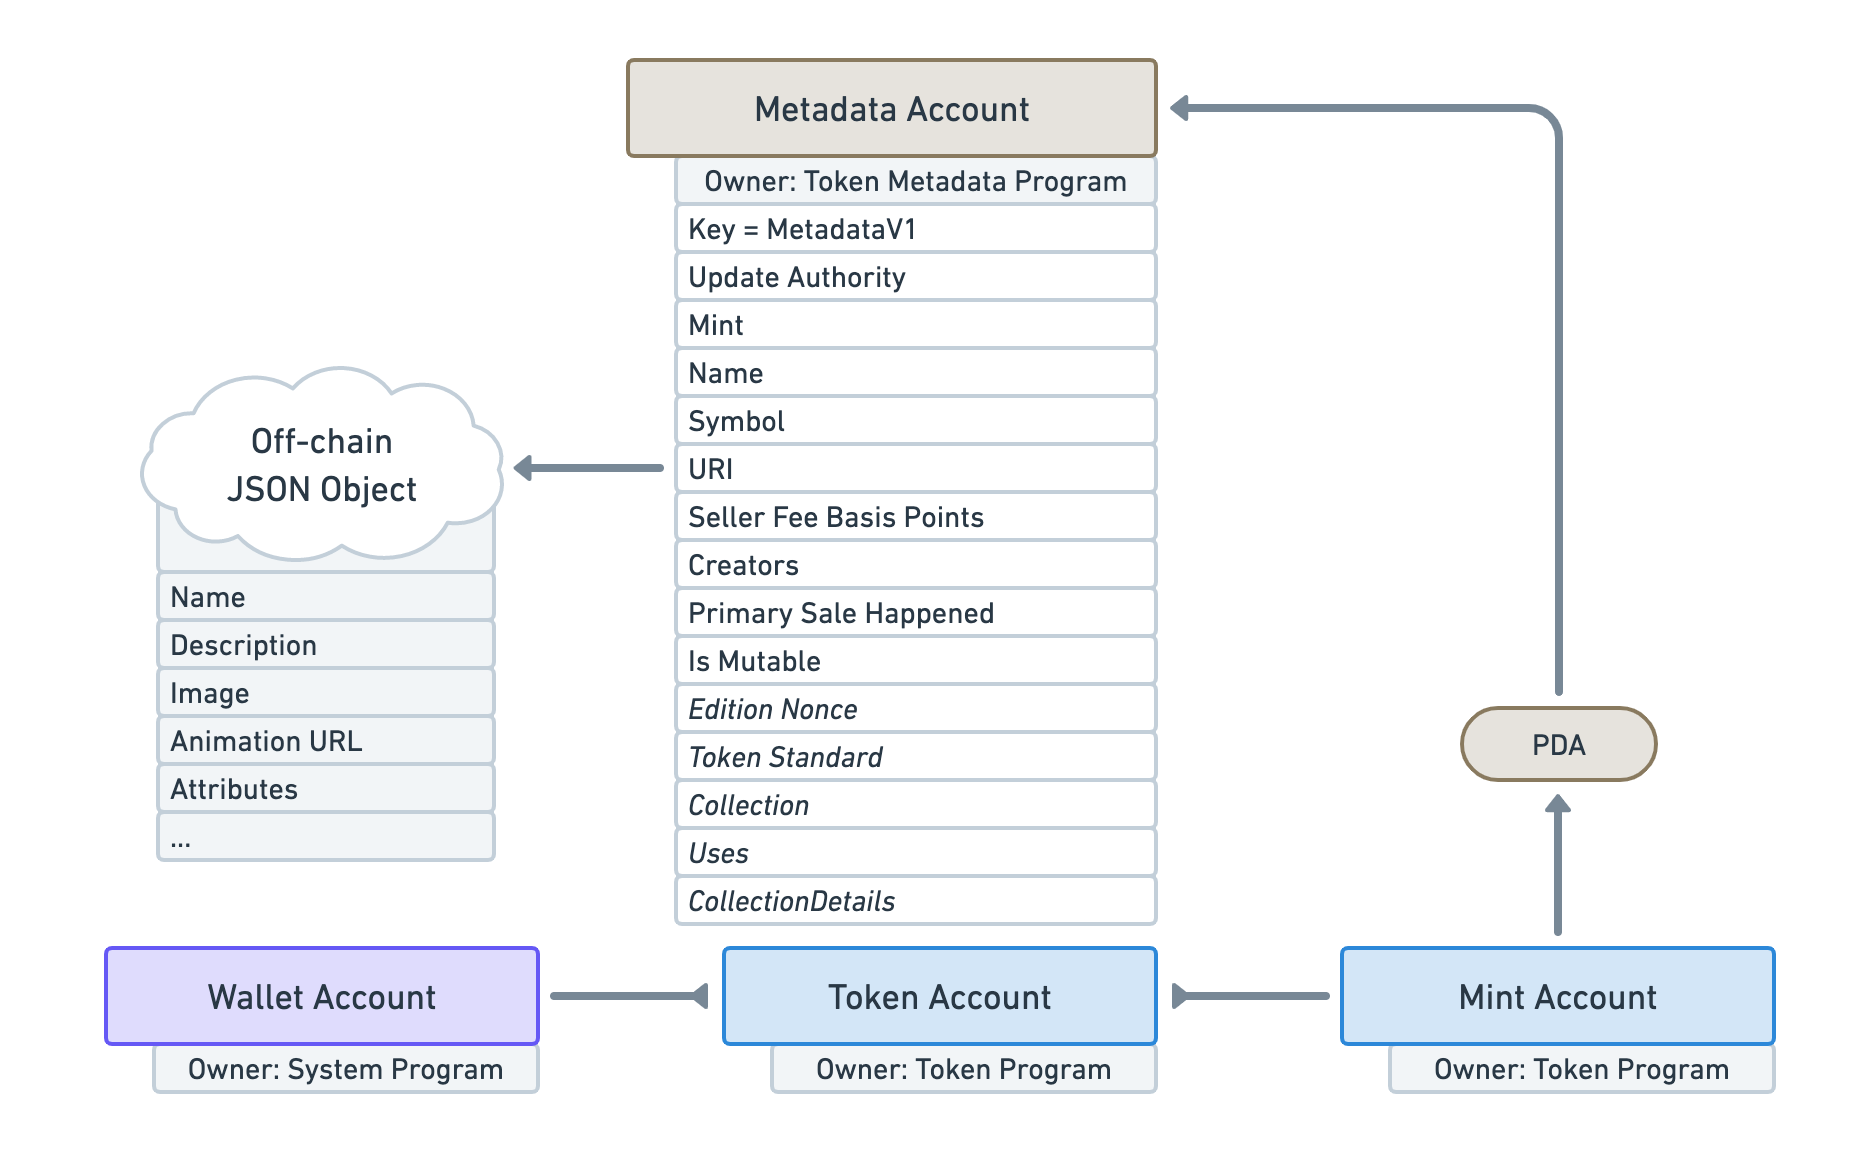 Metadata Account
Owner: Token Metadata Program
Key = MetadataV1
Update Authority
Mint
Name
Symbol
URI
Seller Fee Basis Points
Creators
Primary Sale Happened
Is Mutable
Edition Nonce
Token Standard
Collection
Uses
CollectionDetails
Off-chain
JSON Object
Name
Description
Image
Animation URL
Attributes
...
PDA
Wallet Account
Owner: System Program
Token Account
Owner: Token Program
Mint Account
Owner: Token Program